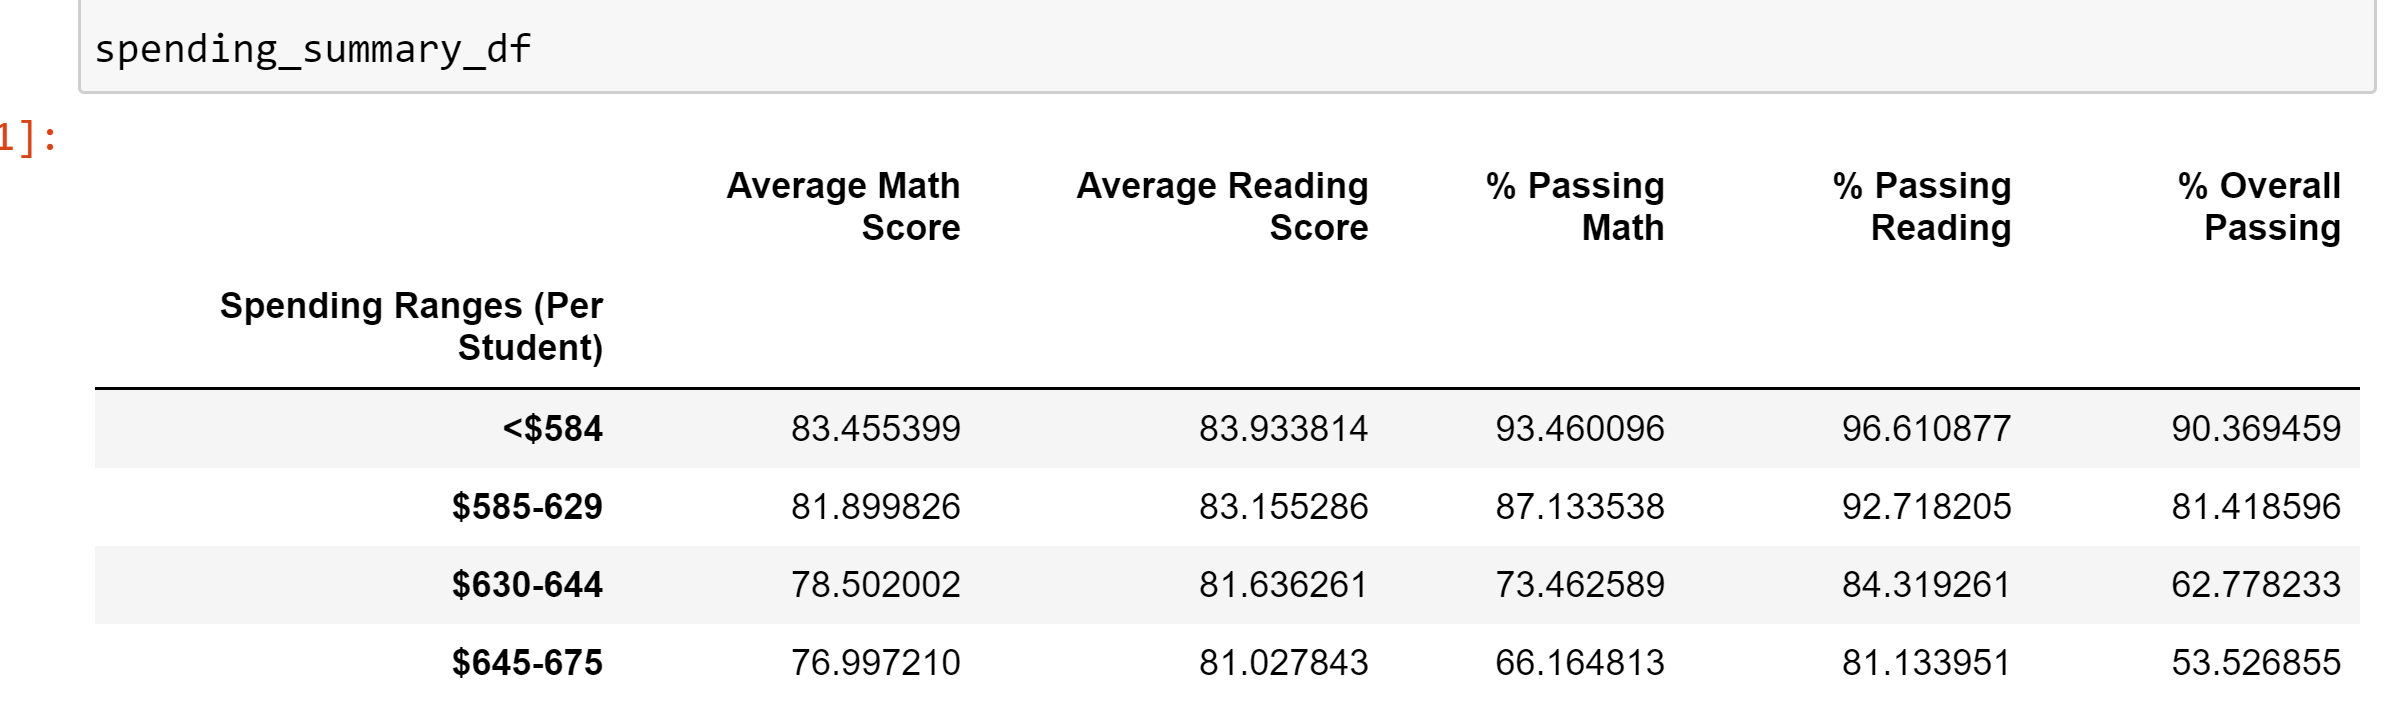 spending_summary_df
1]:
Average Math Score Average Reading Score % Passing Math % Passing Reading % Overall Passing
Spending Ranges (Per Student)
<$584 83.455399 83.933814 93.460096 96.610877 90.369459
$585-629 81.899826 83.155286 87.133538 92.718205 81.418596
$630-644 78.502002 81.636261 73.462589 84.319261 62.778233
$645-675 76.997210 81.027843 66.164813 81.133951 53.526855